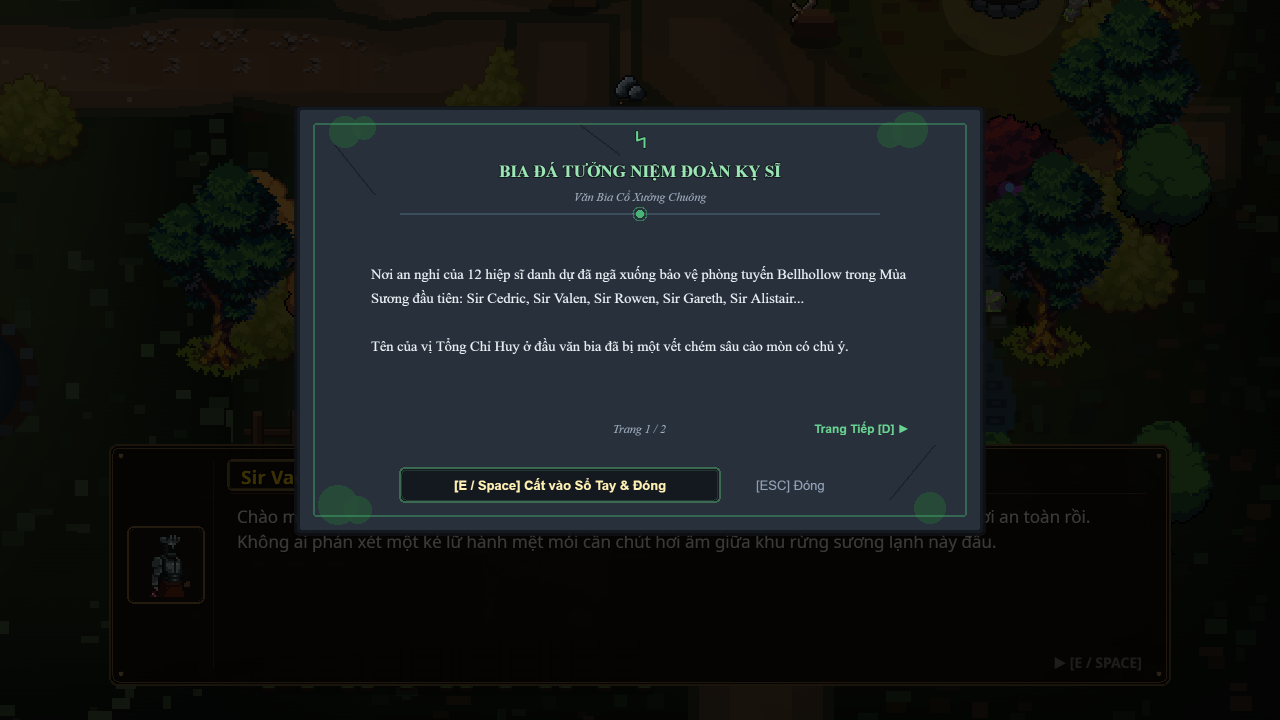 BIA ĐÁ TƯỞNG NIỆM ĐOÀN KỴ SĨ
Văn Bia Cổ Xưởng Chuông
Nơi an nghỉ của 12 hiệp sĩ danh dự đã ngã xuống bảo vệ phòng tuyến Bellhollow trong Mùa
Sương đầu tiên: Sir Cedric, Sir Valen, Sir Rowen, Sir Gareth, Sir Alistair...
Tên của vị Tổng Chỉ Huy ở đầu văn bia đã bị một vết chém sâu cào mòn có chủ ý.
Trang 1 / 2
Trang Tiếp [D] ►
[E / Space] Cất vào Sổ Tay & Đóng
[ESC] Đóng
Sir
Chào
an toàn rồi.
Không ai phán xét một kẻ lữ hành mệt mỏi cần chút hơi ấm giữa khu rừng sương lạnh này đâu.
► [E / SPACE]